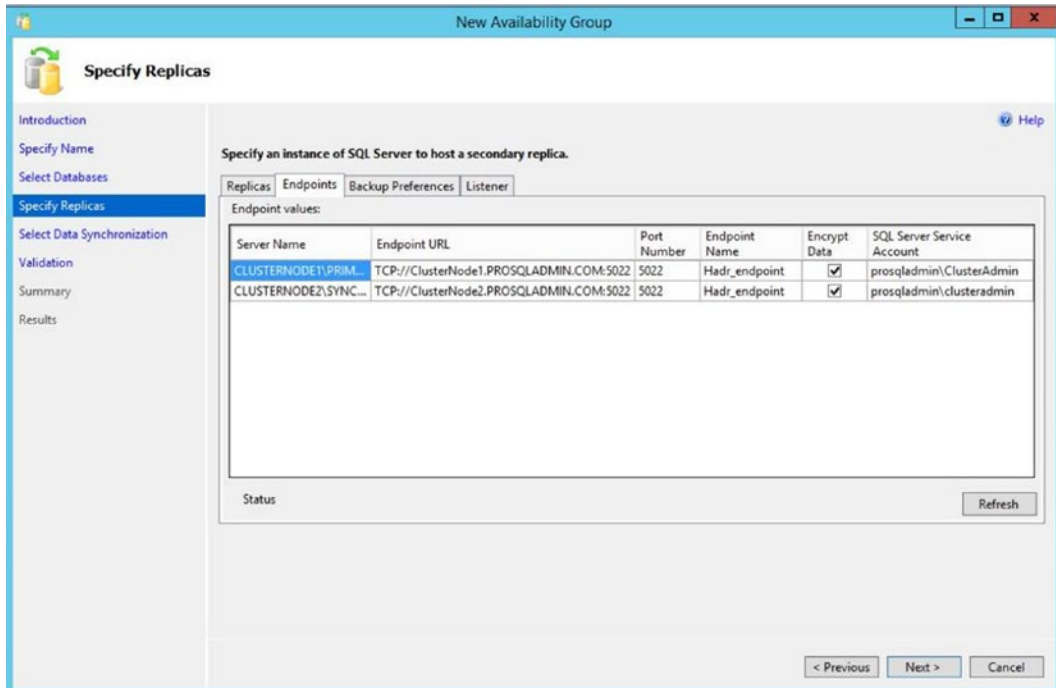 New Availability Group
Specify Replicas
Introduction
Specify Name
Select Databases
Specify Replicas
Select Data Synchronization
Validation
Summary
Results
Help
Specify an instance of SQL Server to host a secondary replica.
Replicas Endpoints Backup Preferences Listener
Endpoint values:
Server Name Endpoint URL Port Number Endpoint Name Encrypt Data SQL Server Service Account
CLUSTERNODE1\PRIM... TCP://ClusterNode1.PROSQLADMIN.COM:5022 5022 Hadr_endpoint prosqladmin\ClusterAdmin
CLUSTERNODE2\SYNC... TCP://ClusterNode2.PROSQLADMIN.COM:5022 5022 Hadr_endpoint prosqladmin\clusteradmin
Status
Refresh
< Previous Next > Cancel